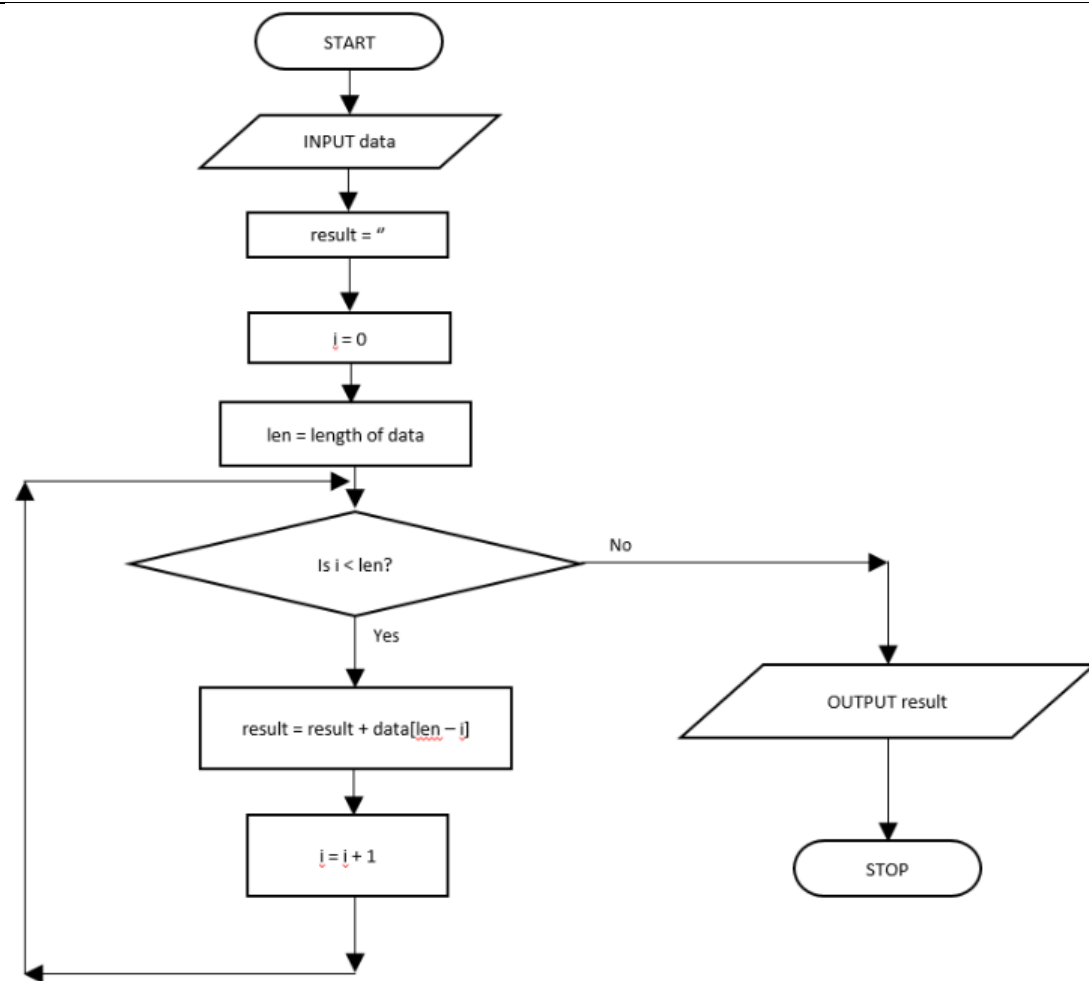 START
INPUT data
result = “
i = 0
len = length of data
Is i < len?
No
Yes
result = result + data[len – i]
OUTPUT result
i = i + 1
STOP